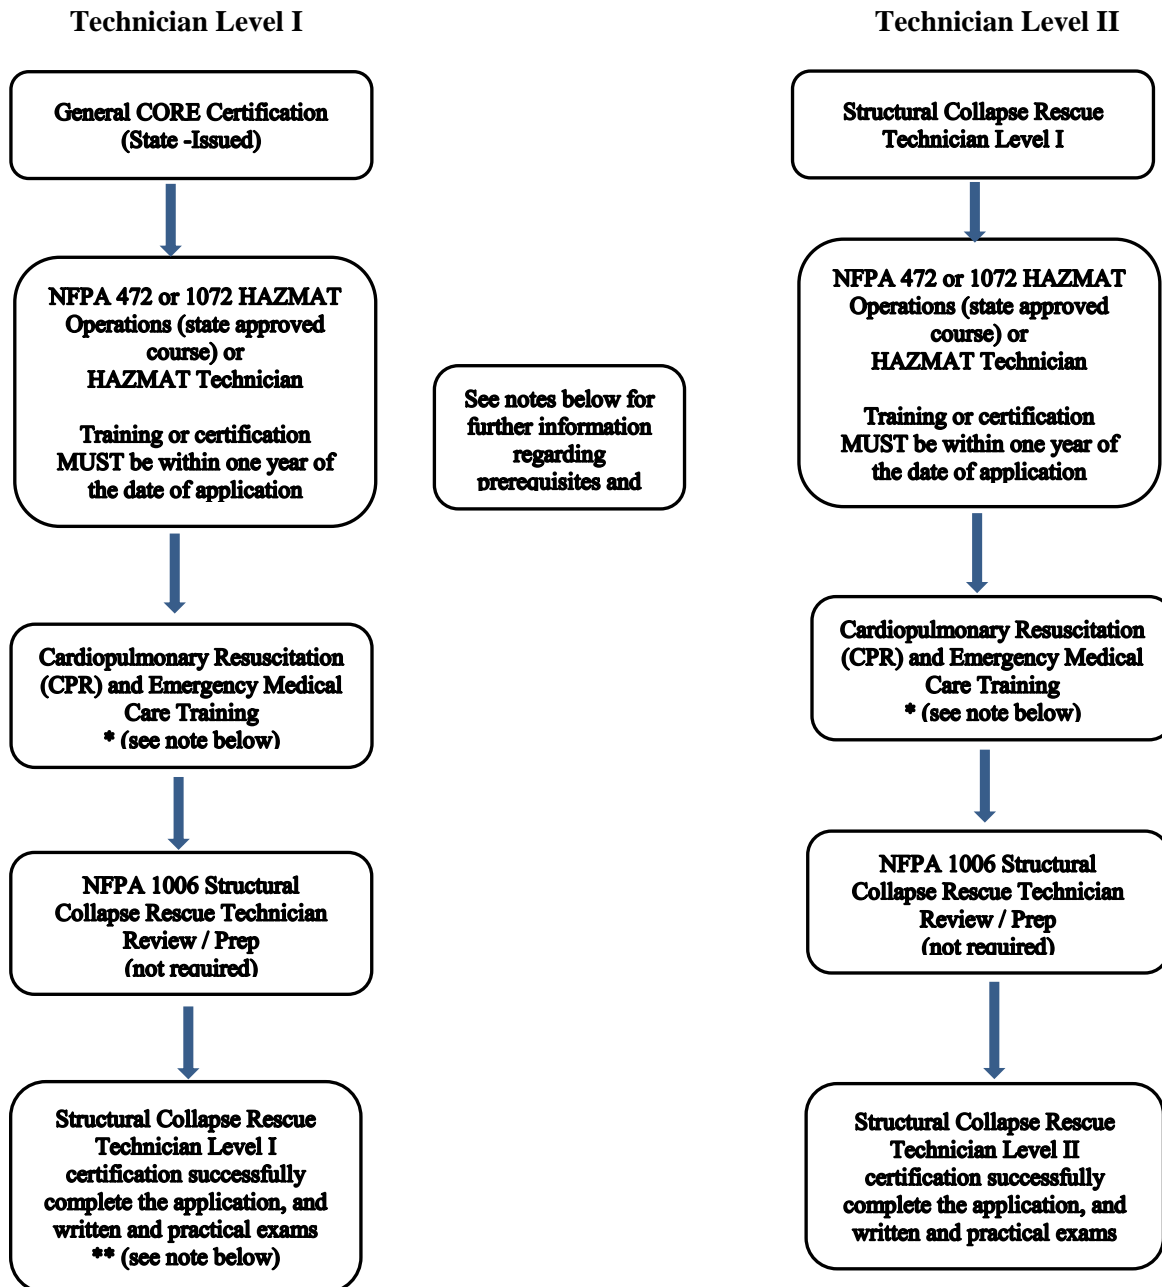 Technician Level I
General CORE Certification
(State -Issued)
NFPA 472 or 1072 HAZMAT
Operations (state approved
course) or
HAZMAT Technician
Training or certification
MUST be within one year of
the date of application
Cardiopulmonary Resuscitation
(CPR) and Emergency Medical
Care Training
* (see note below)
NFPA 1006 Structural
Collapse Rescue Technician
Review / Prep
(not required)
Structural Collapse Rescue
Technician Level I
certification successfully
complete the application, and
written and practical exams
** (see note below)
See notes below for
further information
regarding
prerequisites and
Technician Level II
Structural Collapse Rescue
Technician Level I
NFPA 472 or 1072 HAZMAT
Operations (state approved
course) or
HAZMAT Technician
Training or certification
MUST be within one year of
the date of application
Cardiopulmonary Resuscitation
(CPR) and Emergency Medical
Care Training
* (see note below)
NFPA 1006 Structural
Collapse Rescue Technician
Review / Prep
(not required)
Structural Collapse Rescue
Technician Level II
certification successfully
complete the application, and
written and practical exams